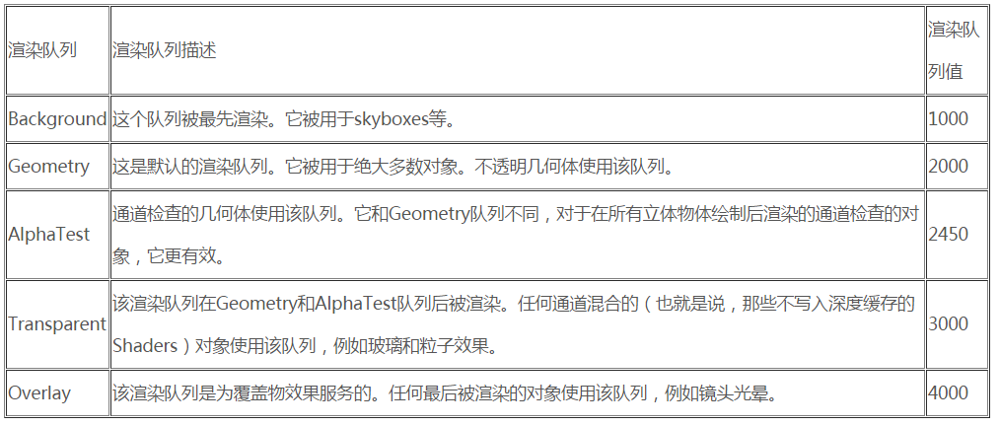 渲染队列
渲染队列描述
渲染队
列值
Background
这个队列被最先渲染。它被用于skyboxes等。
1000
Geometry
这是默认的渲染队列。它被用于绝大多数对象。不透明几何体使用该队列。
2000
AlphaTest
通道检查的几何体使用该队列。它和Geometry队列不同，对于在所有立体物体绘制后渲染的通道检查的对
象，它更有效。
2450
Transparent
该渲染队列在Geometry和AlphaTest队列后被渲染。任何通道混合的（也就是说，那些不写入深度缓存的
Shaders）对象使用该队列，例如玻璃和粒子效果。
3000
Overlay
该渲染队列是为覆盖物效果服务的。任何最后被渲染的对象使用该队列，例如镜头光晕。
4000